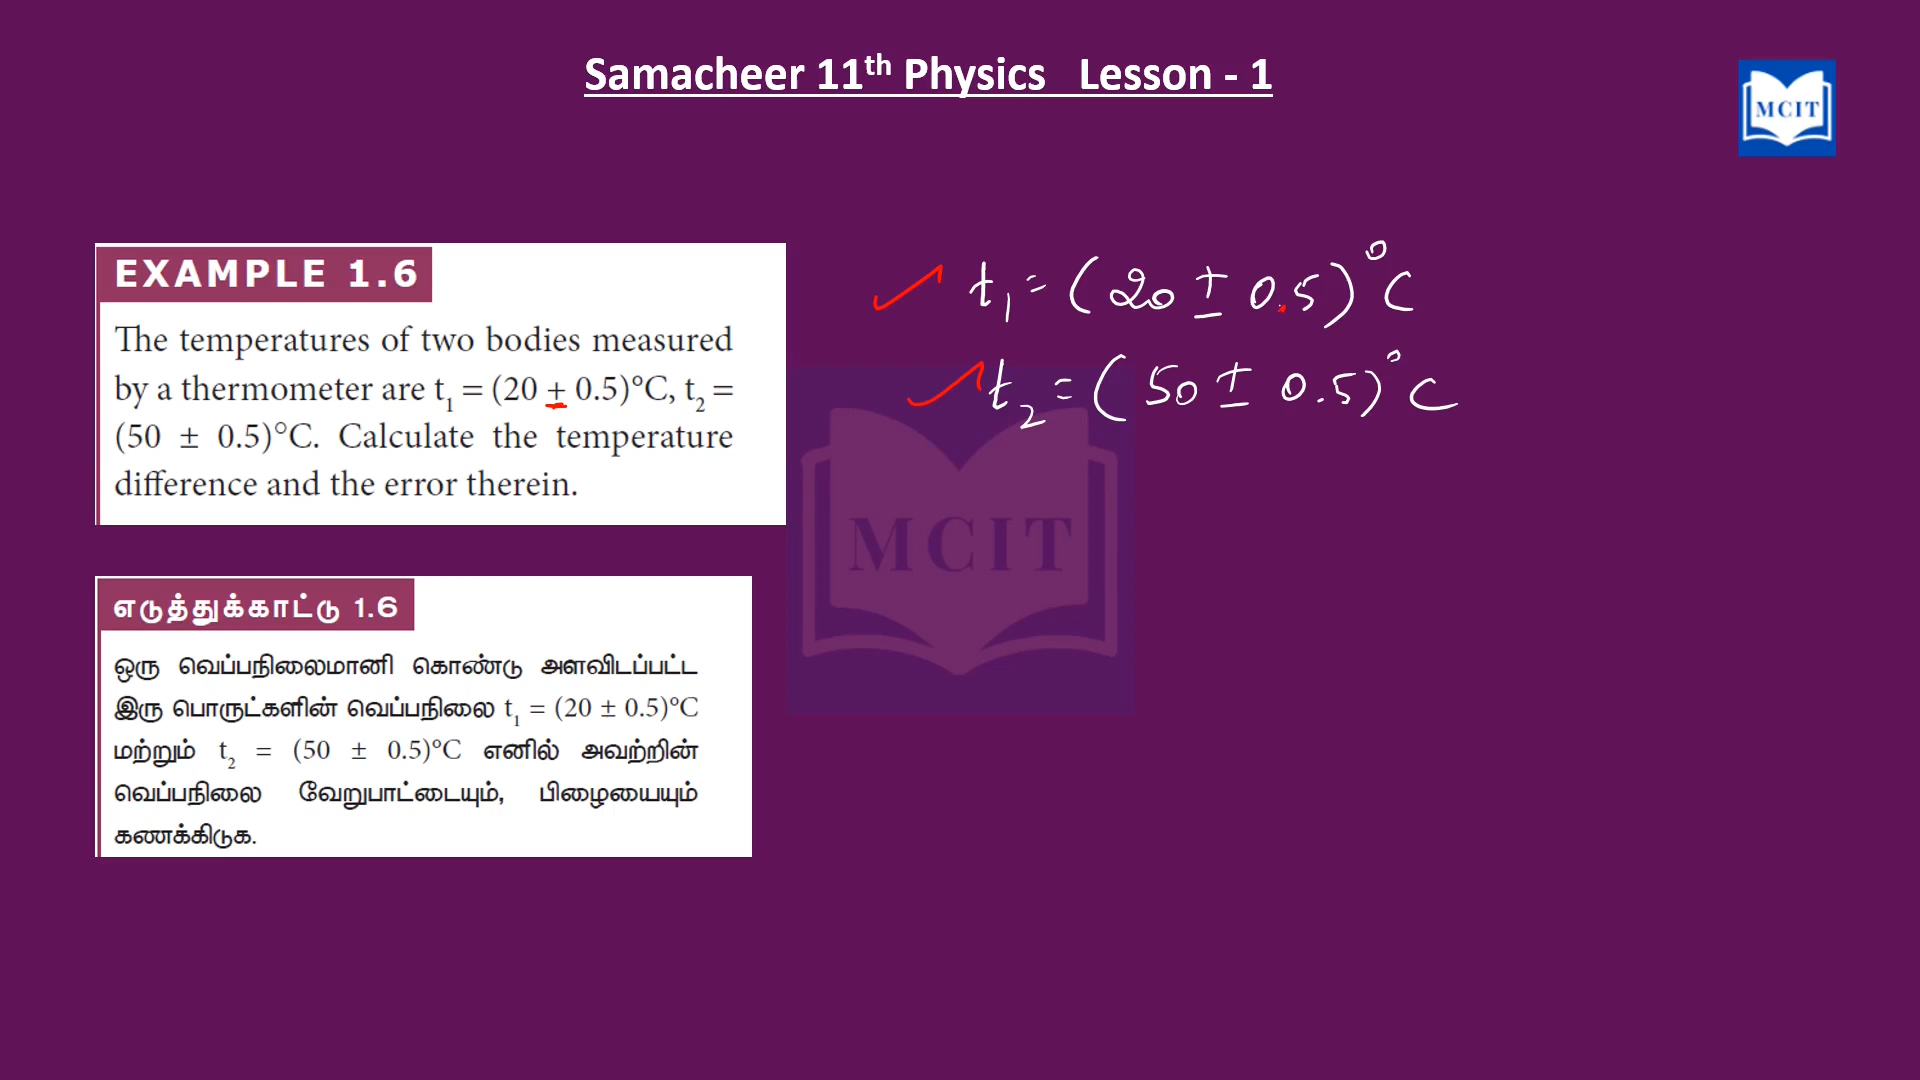 Samacheer 11th Physics Lesson - 1
MCIT
EXAMPLE 1.6
The temperatures of two bodies measured
by a thermometer are t₁ = (20 ± 0.5)°C, t₂ =
(50 ± 0.5)°C. Calculate the temperature
difference and the error therein.
t₁ = (20 ± 0.5)°C
t₂ = (50 ± 0.5)°C
MCIT
எடுத்துக்காட்டு 1.6
ஒரு வெப்பநிலைமானி கொண்டு அளவிடப்பட்ட
இரு பொருட்களின் வெப்பநிலை t₁ = (20 ± 0.5)°C
மற்றும் t₂ = (50 ± 0.5)°C எனில் அவற்றின்
வெப்பநிலை வேறுபாட்டையும், பிழையையும்
கணக்கிடுக.